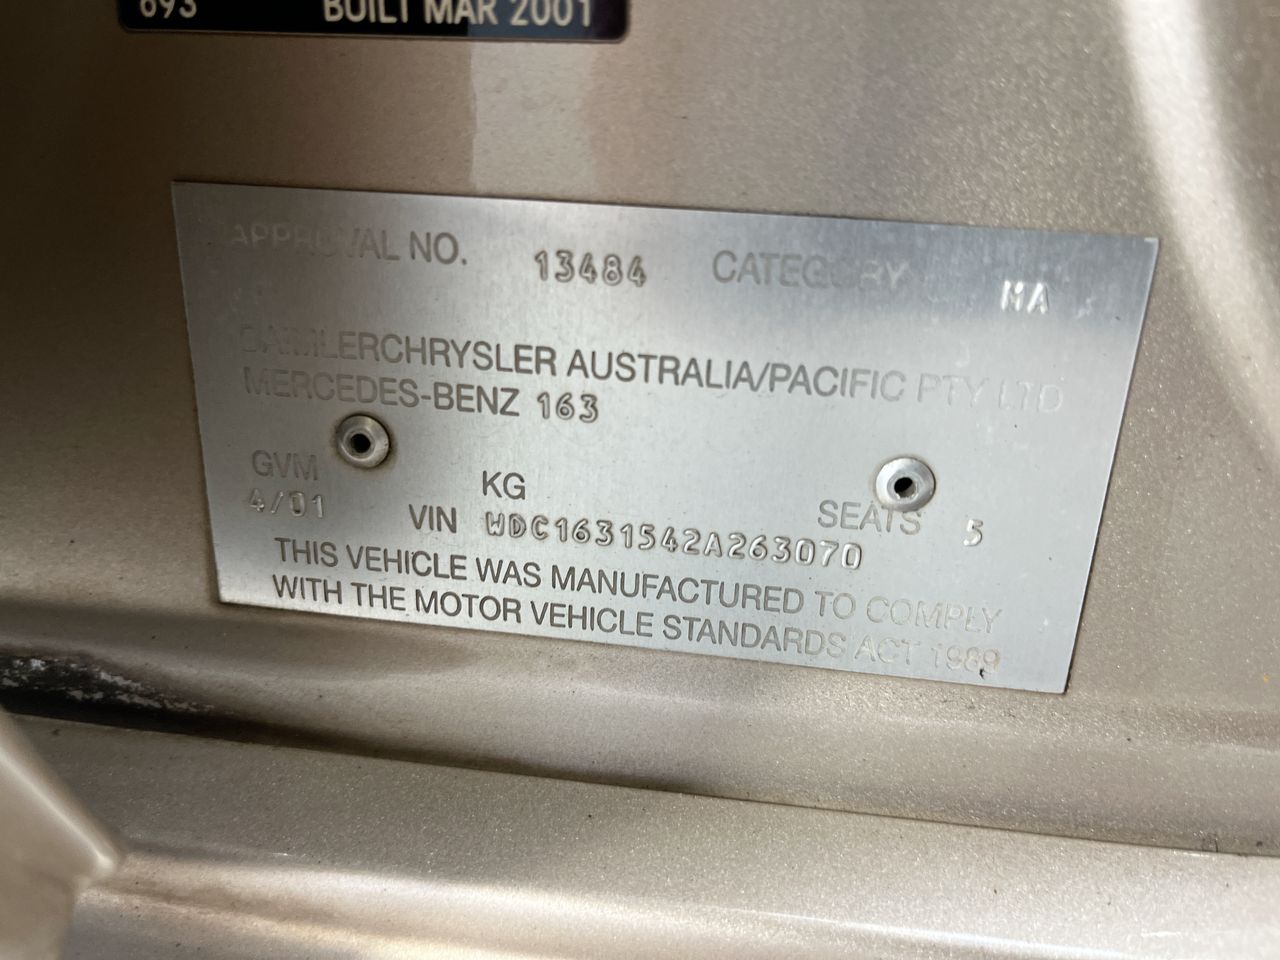 693 BUILT MAR 2001
APPROVAL NO. 13484 CATEGORY MA
DAIMLERCHRYSLER AUSTRALIA/PACIFIC PTY LTD
MERCEDES-BENZ 163
GVM KG SEATS 5
4/01 VIN WDC1631542A263070
THIS VEHICLE WAS MANUFACTURED TO COMPLY
WITH THE MOTOR VEHICLE STANDARDS ACT 1989